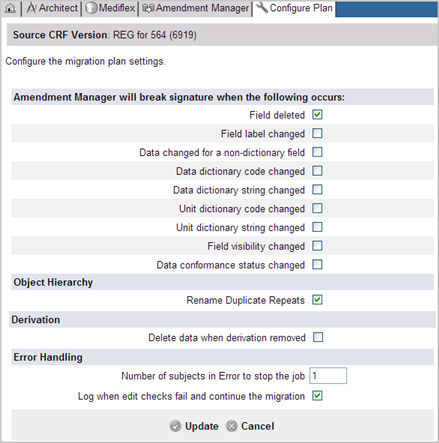 Architect Mediflex Amendment Manager Configure Plan
Source CRF Version: REG for 564 (6919)
Configure the migration plan settings.
Amendment Manager will break signature when the following occurs:
Field deleted
Field label changed
Data changed for a non-dictionary field
Data dictionary code changed
Data dictionary string changed
Unit dictionary code changed
Unit dictionary string changed
Field visibility changed
Data conformance status changed
Object Hierarchy
Rename Duplicate Repeats
Derivation
Delete data when derivation removed
Error Handling
Number of subjects in Error to stop the job 1
Log when edit checks fail and continue the migration
Update Cancel